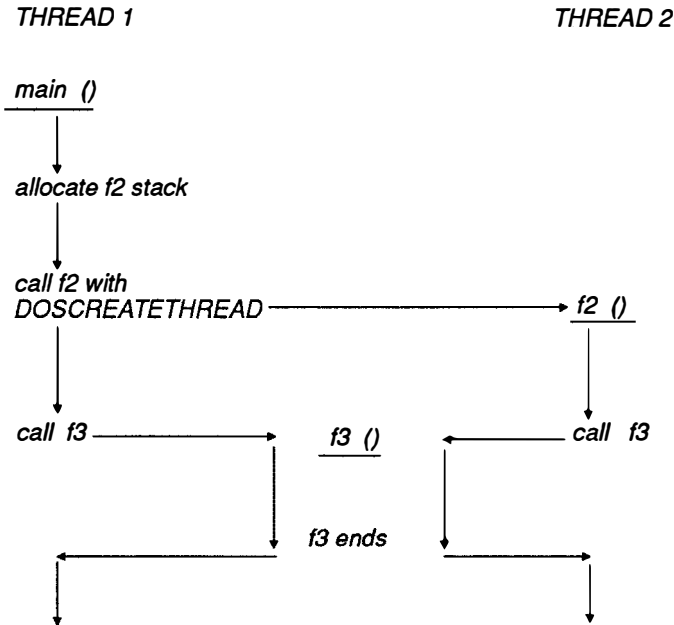 THREAD 1
THREAD 2
main ()
allocate f2 stack
call f2 with
DOSCREATETHREAD
f2 ()
call f3
f3 ()
call f3
f3 ends